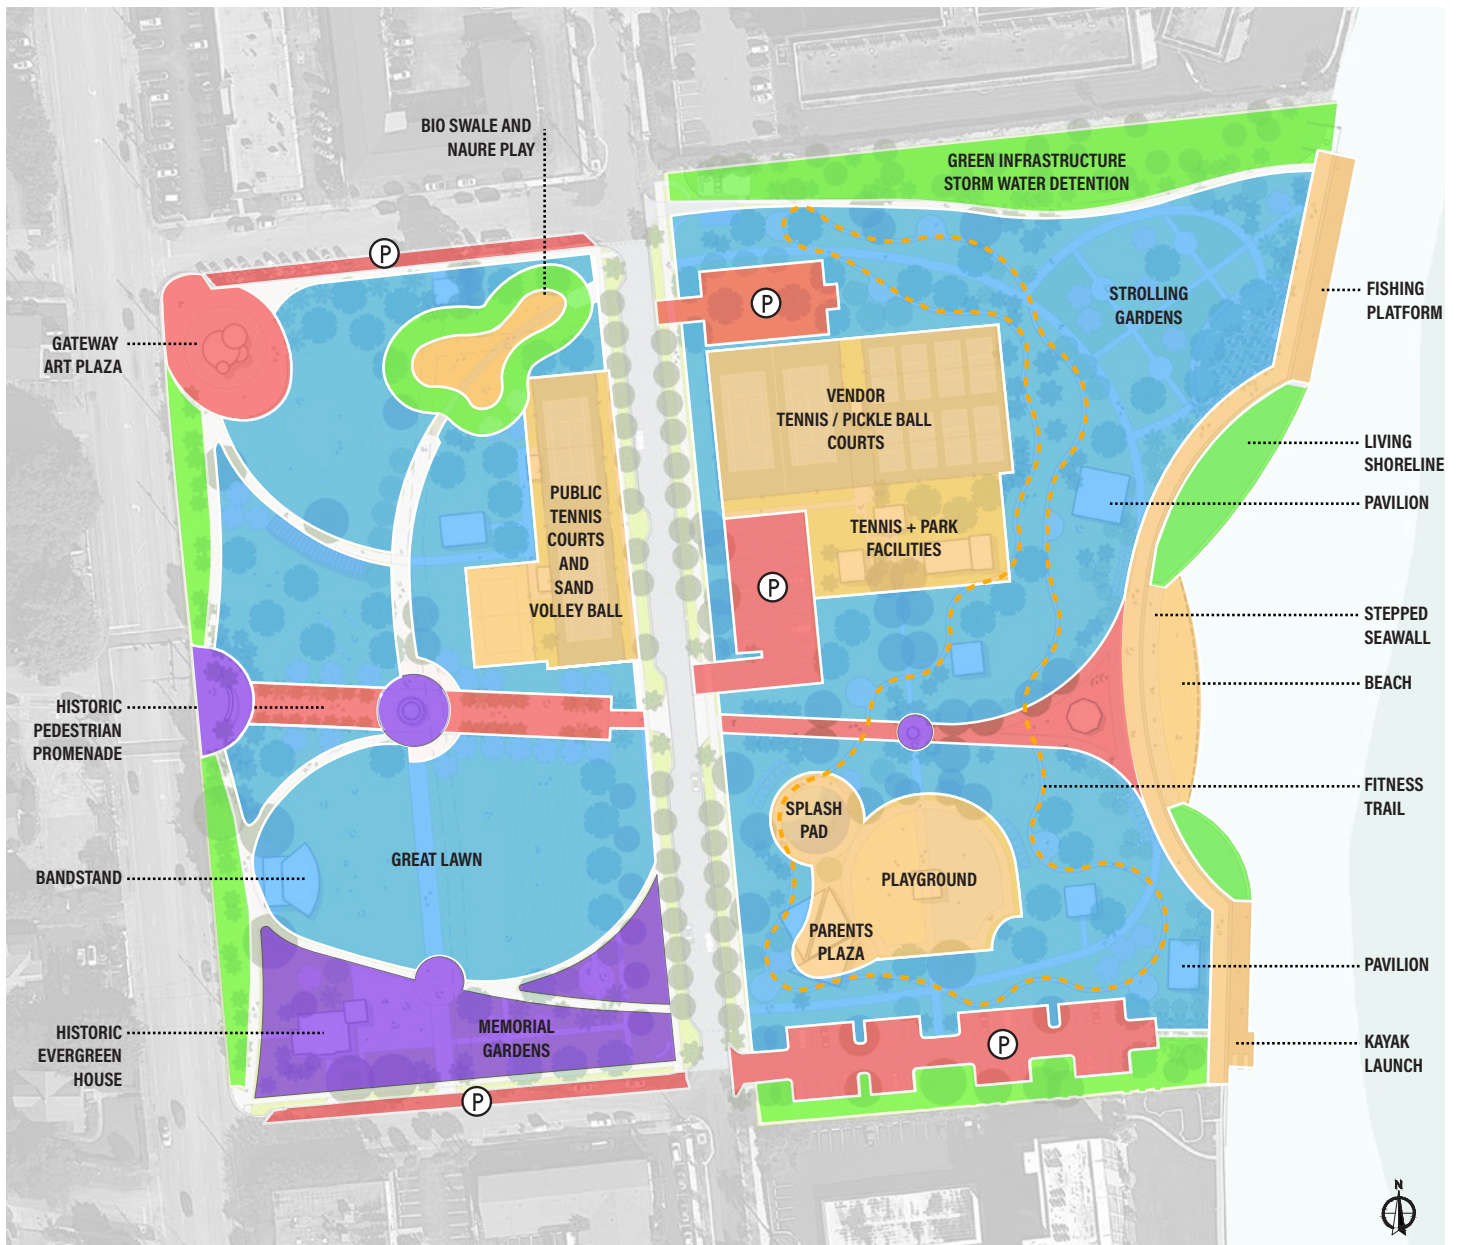 BIO SWALE AND
NAURE PLAY
GREEN INFRASTRUCTURE
STORM WATER DETENTION
P
P
STROLLING
GARDENS
FISHING
PLATFORM
GATEWAY
ART PLAZA
VENDOR
TENNIS / PICKLE BALL
COURTS
LIVING
SHORELINE
PAVILION
PUBLIC
TENNIS
COURTS
AND
SAND
VOLLEY BALL
TENNIS + PARK
FACILITIES
P
STEPPED
SEAWALL
BEACH
HISTORIC
PEDESTRIAN
PROMENADE
FITNESS
TRAIL
SPLASH
PAD
GREAT LAWN
BANDSTAND
PLAYGROUND
PARENTS
PLAZA
PAVILION
HISTORIC
EVERGREEN
HOUSE
MEMORIAL
GARDENS
P
KAYAK
LAUNCH
P
N